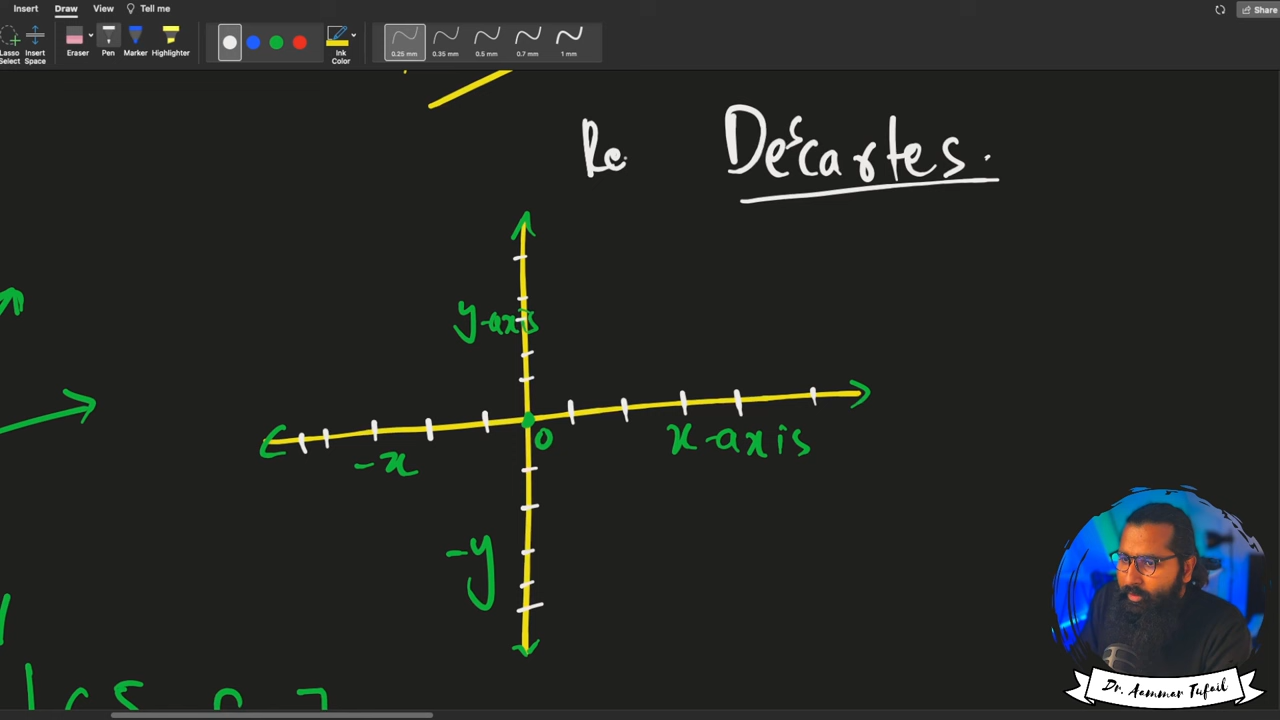 Insert Draw View Tell me
Share
Lasso Select
Insert Space
Eraser
Pen
Marker
Highlighter
Ink Color
0.25 mm
0.35 mm
0.5 mm
0.7 mm
1 mm
Re Descartes.
y-axis
0
x-axis
-x
-y
Dr. Aammar Tufail